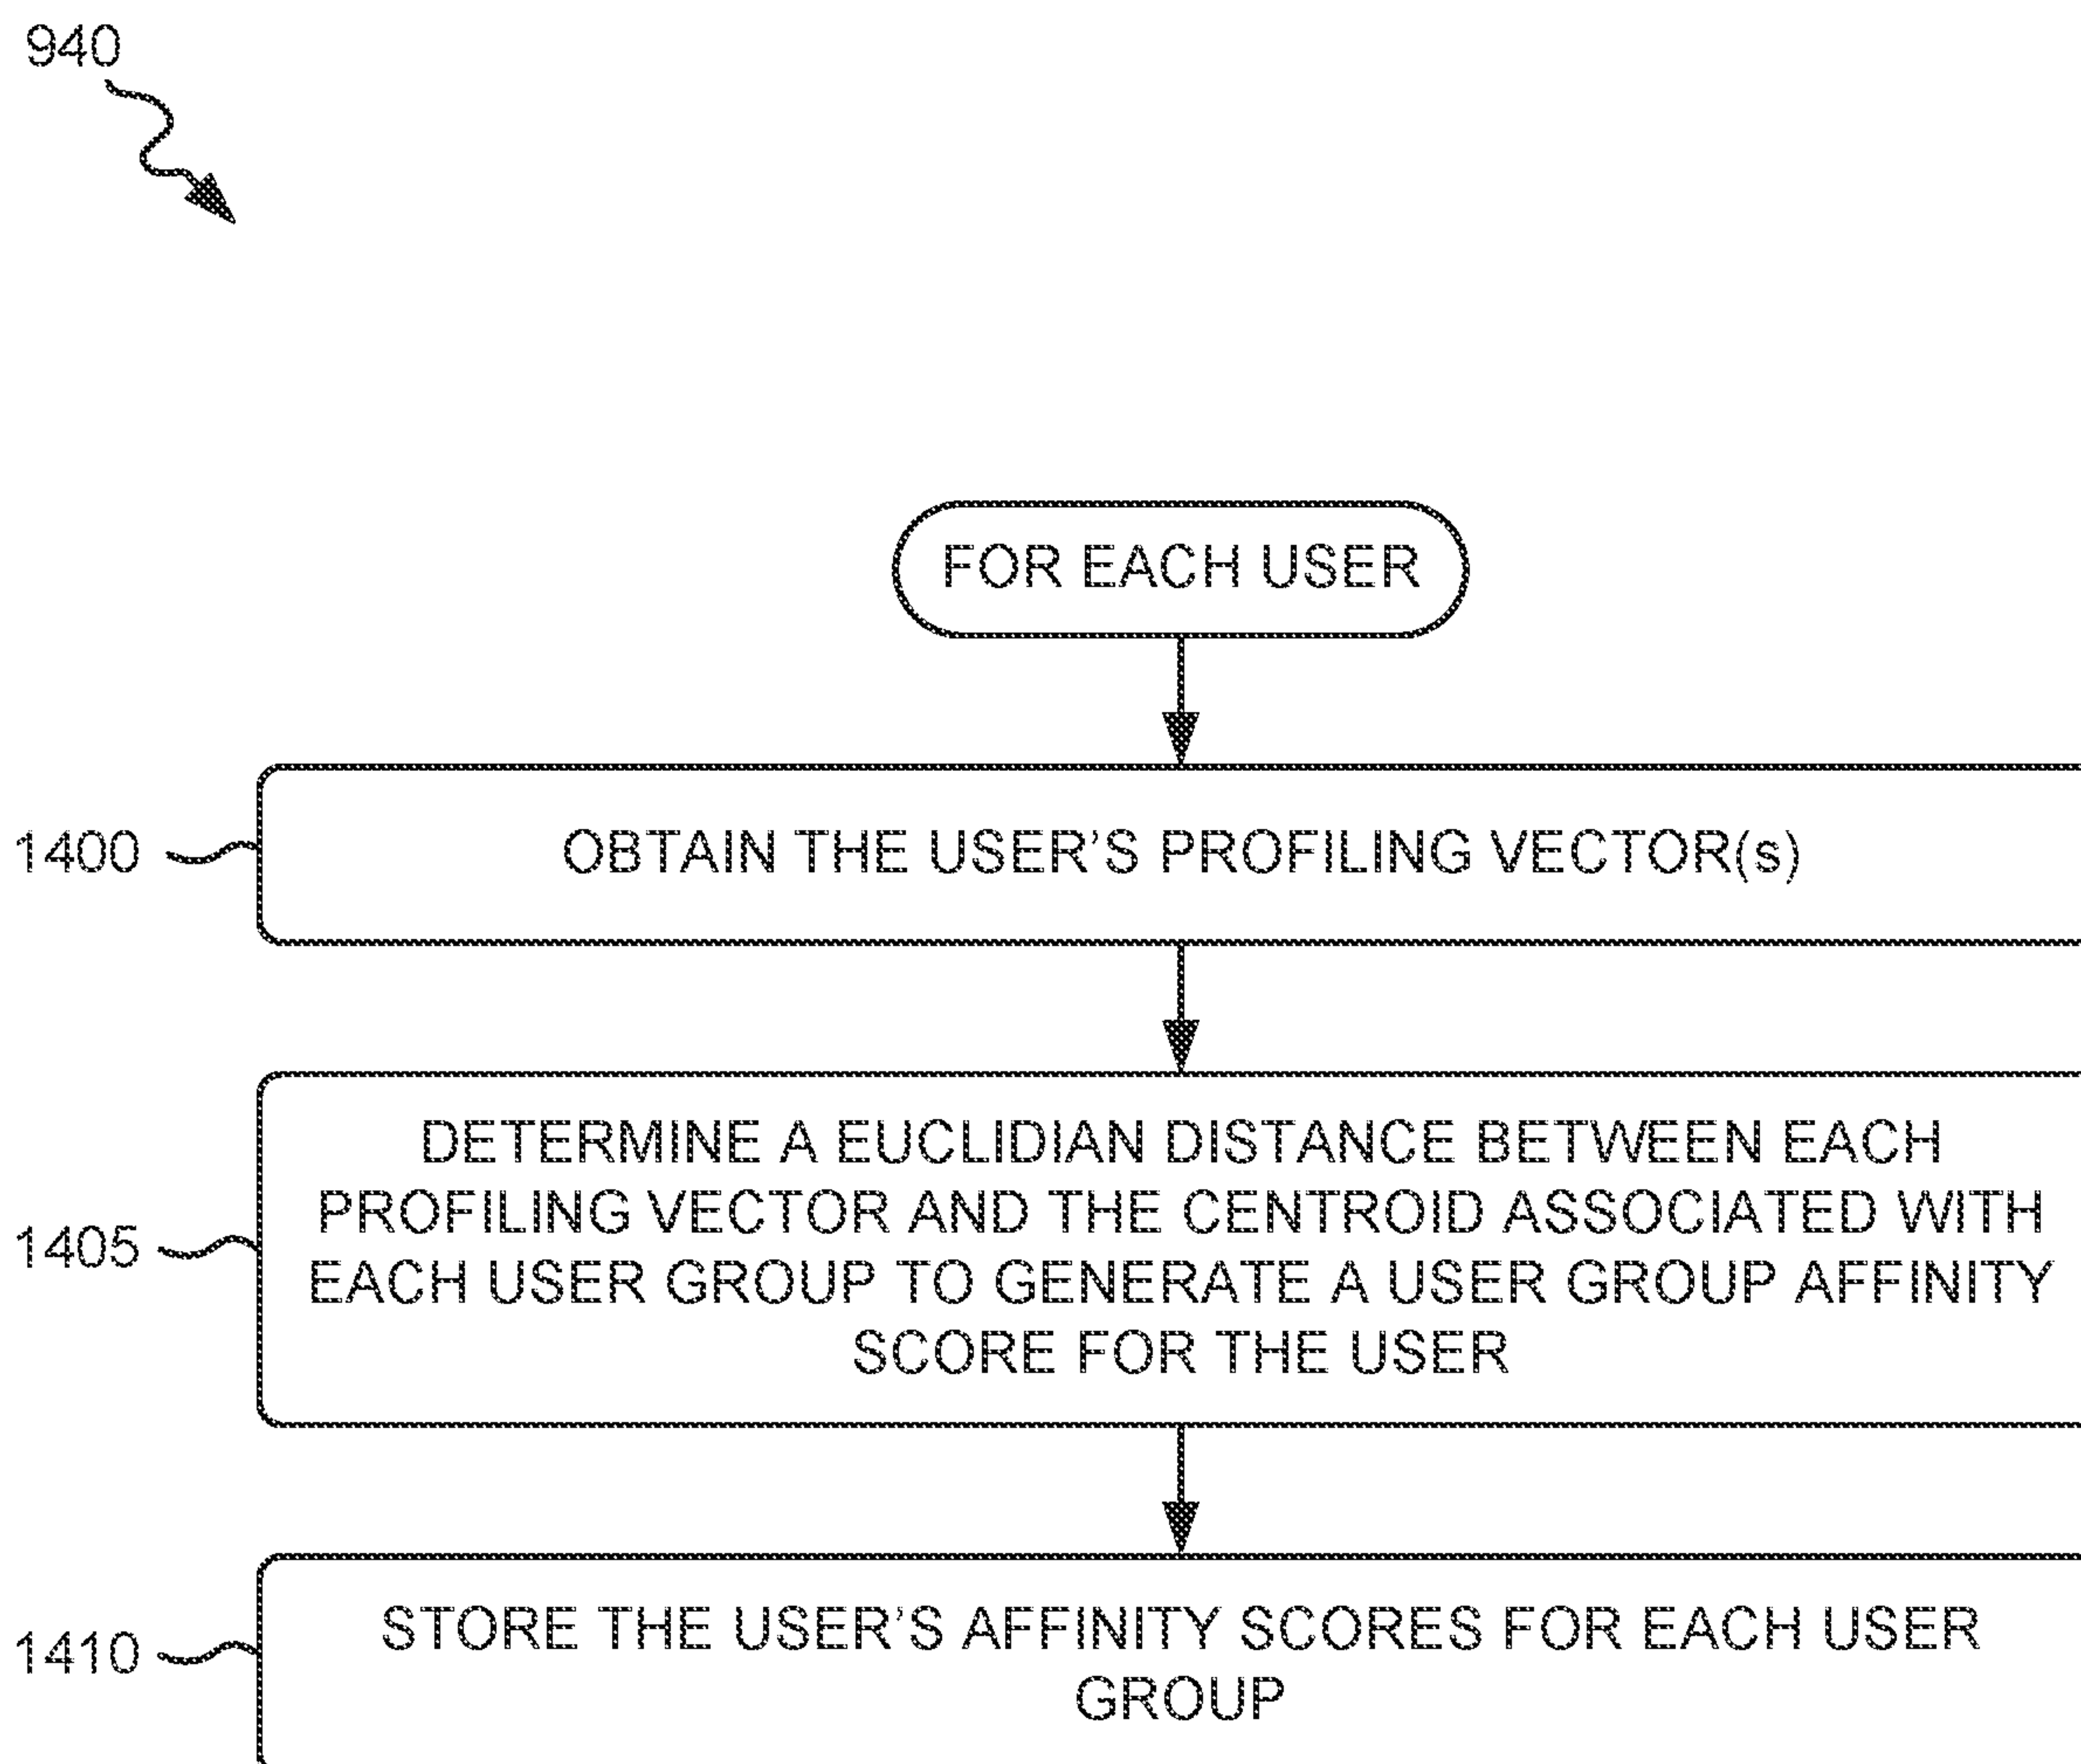 940
FOR EACH USER
1400
OBTAIN THE USER'S PROFILING VECTOR(s)
1405
DETERMINE A EUCLIDIAN DISTANCE BETWEEN EACH
PROFILING VECTOR AND THE CENTROID ASSOCIATED WITH
EACH USER GROUP TO GENERATE A USER GROUP AFFINITY
SCORE FOR THE USER
1410
STORE THE USER'S AFFINITY SCORES FOR EACH USER
GROUP